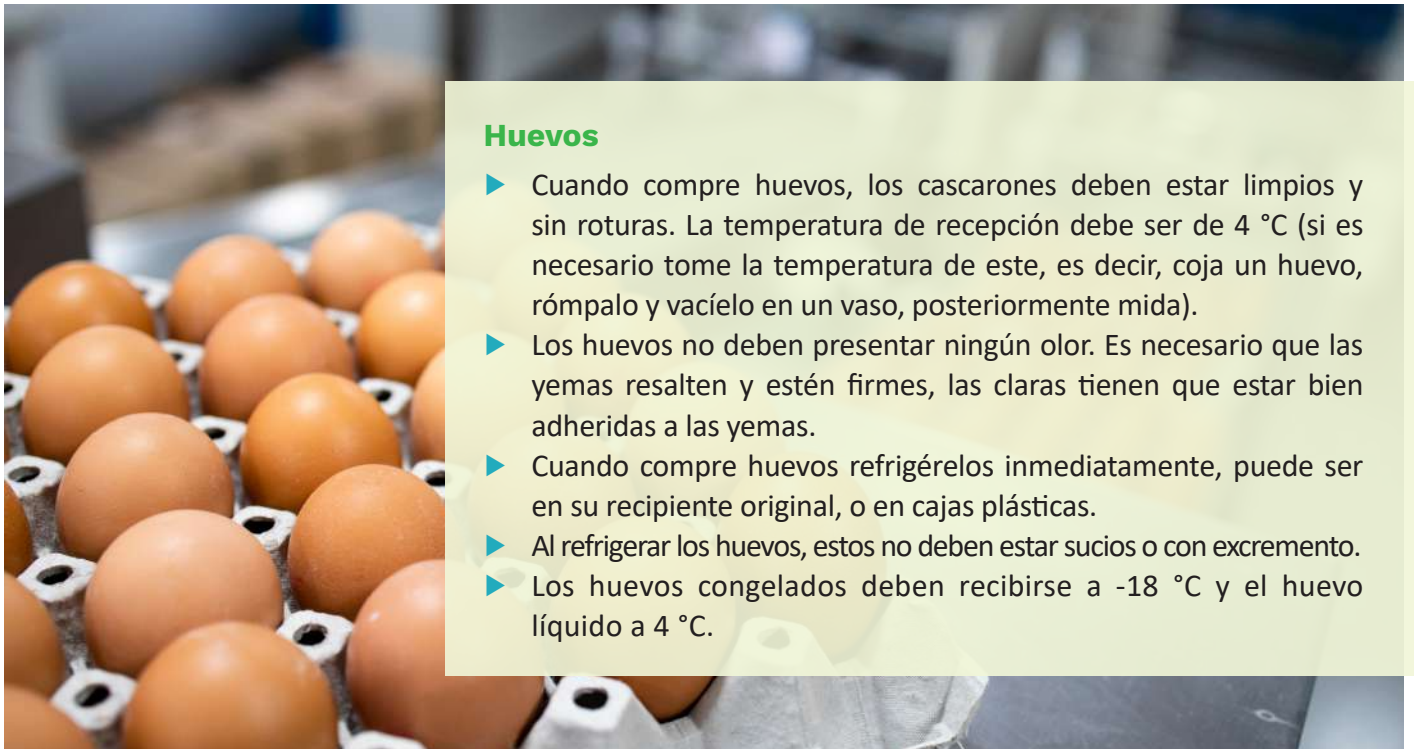 Huevos
▶ Cuando compre huevos, los cascarones deben estar limpios y
sin roturas. La temperatura de recepción debe ser de 4 °C (si es
necesario tome la temperatura de este, es decir, coja un huevo,
rómpalo y vacíelo en un vaso, posteriormente mida).
▶ Los huevos no deben presentar ningún olor. Es necesario que las
yemas resalten y estén firmes, las claras tienen que estar bien
adheridas a las yemas.
▶ Cuando compre huevos refrigérelos inmediatamente, puede ser
en su recipiente original, o en cajas plásticas.
▶ Al refrigerar los huevos, estos no deben estar sucios o con excremento.
▶ Los huevos congelados deben recibirse a -18 °C y el huevo
líquido a 4 °C.